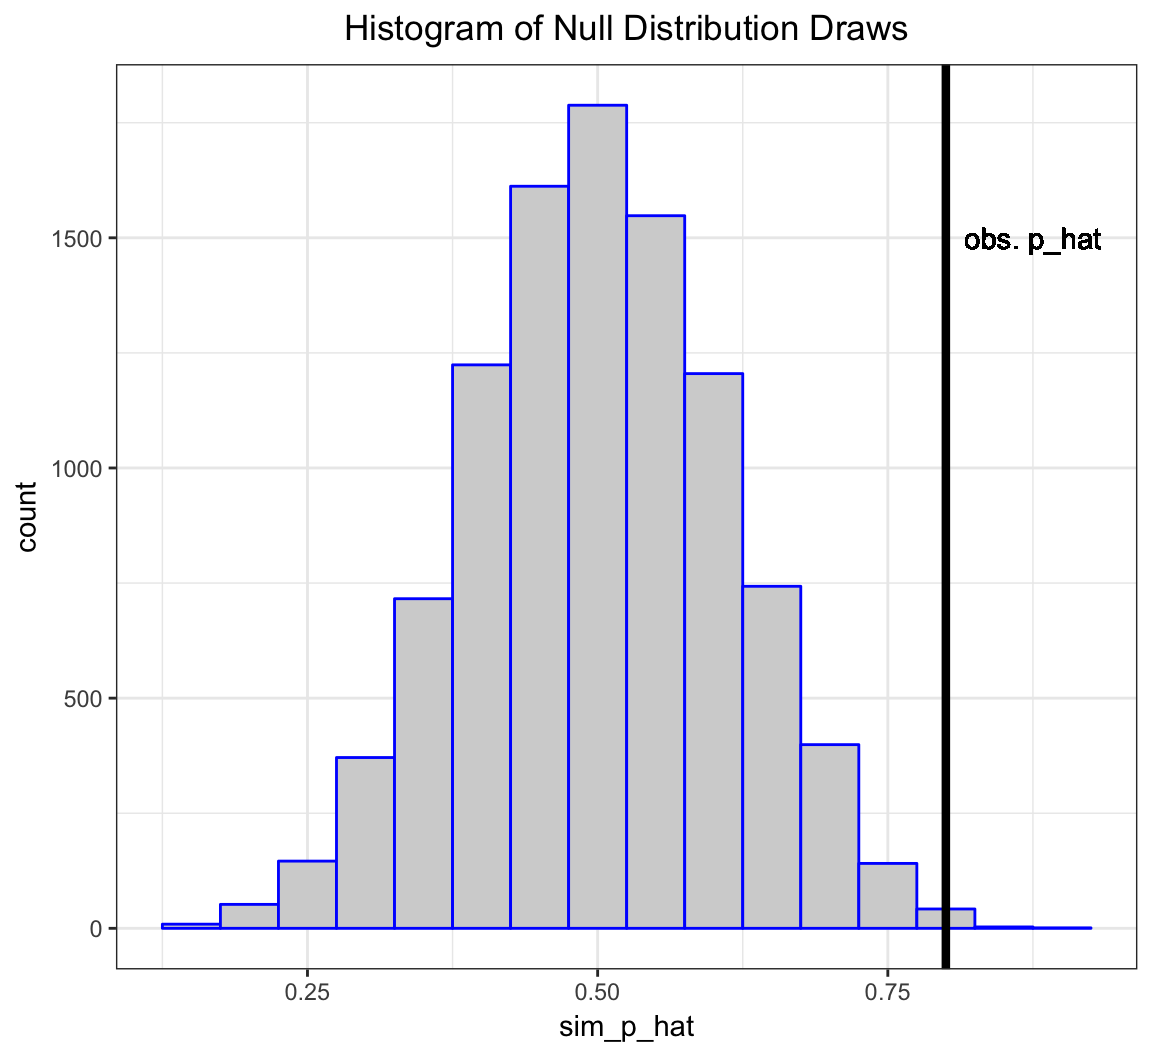 Histogram of Null Distribution Draws
1500
obs. p_hat
1000
count
500
0
0.25 0.50 0.75
sim_p_hat